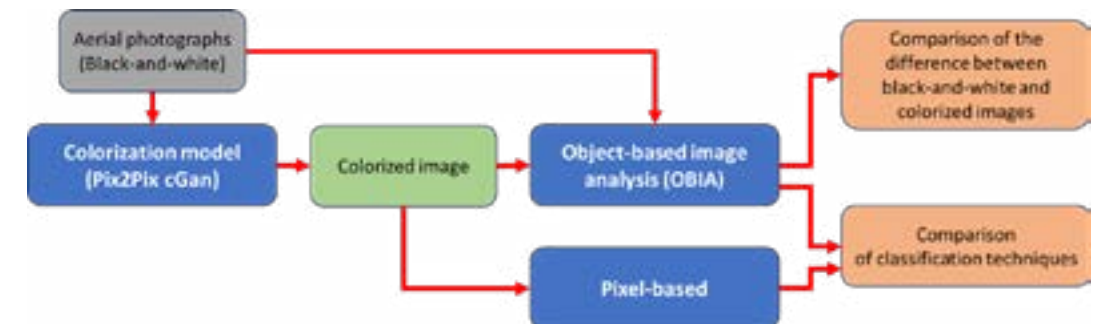 Aerial photographs
(Black-and-white)
Colorization model
(Pix2Pix cGan)
Colorized image
Object-based image
analysis (OBIA)
Pixel-based
Comparison of the
difference between
black-and-white and
colorized images
Comparison
of classification techniques